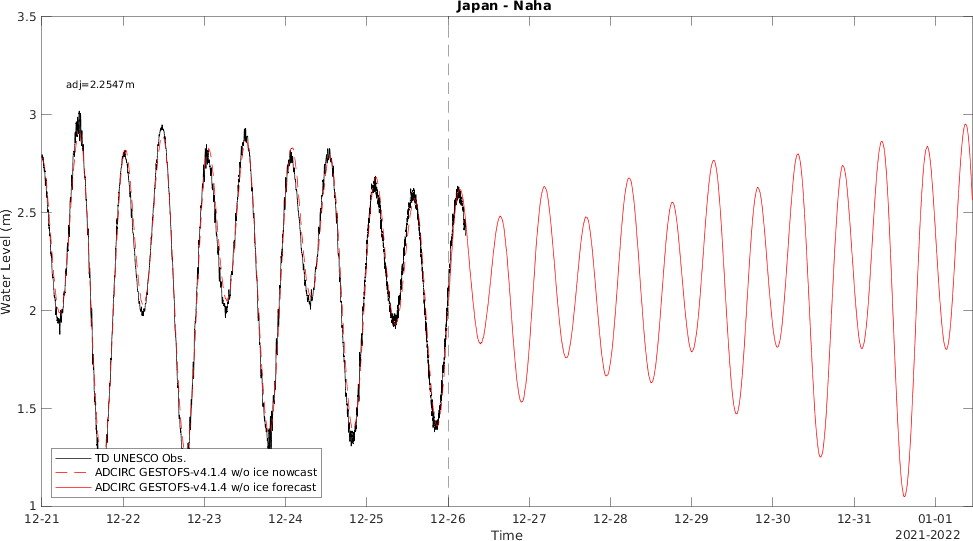 Japan - Naha
3.5
adj=2.2547m
3
2.5
Water Level (m)
2
1.5
TD UNESCO Obs.
ADCIRC GESTOFS-v4.1.4 w/o ice nowcast
ADCIRC GESTOFS-v4.1.4 w/o ice forecast
1
12-21 12-22 12-23 12-24 12-25 12-26 12-27 12-28 12-29 12-30 12-31 01-01
Time
2021-2022